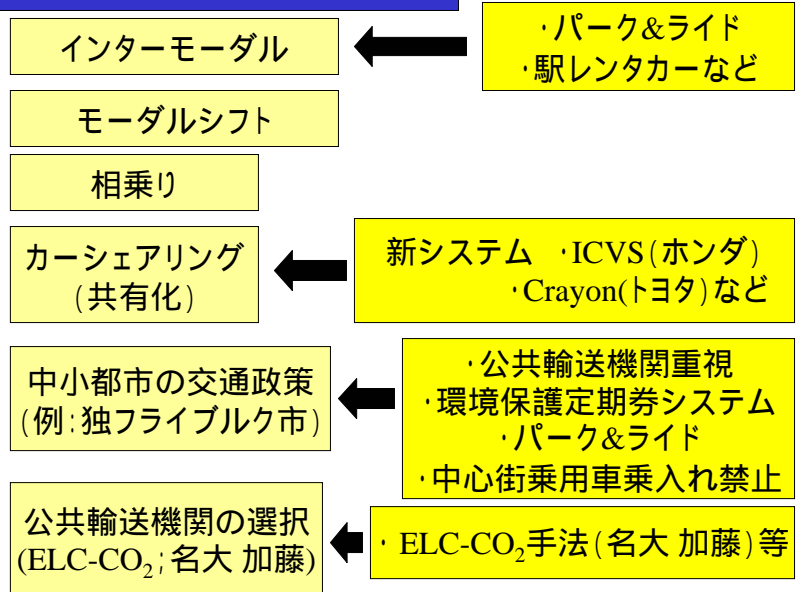 インターモーダル
･パーク&ライド
･駅レンタカーなど
モーダルシフト
相乗り
カーシェアリング
(共有化)
新システム ･ICVS(ホンダ)
･Crayon(トヨタ)など
中小都市の交通政策
(例:独フライブルク市)
･公共輸送機関重視
･環境保護定期券システム
･パーク&ライド
･中心街乗用車乗入れ禁止
公共輸送機関の選択
(ELC-CO₂;名大 加藤)
･ELC-CO₂手法(名大 加藤)等